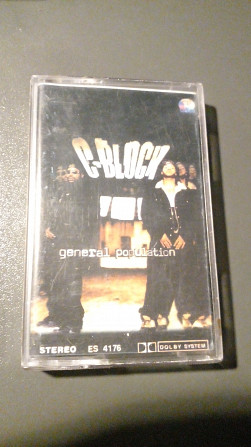 C-BLOCK
general population
STEREO ES 4176 DOLBY SYSTEM